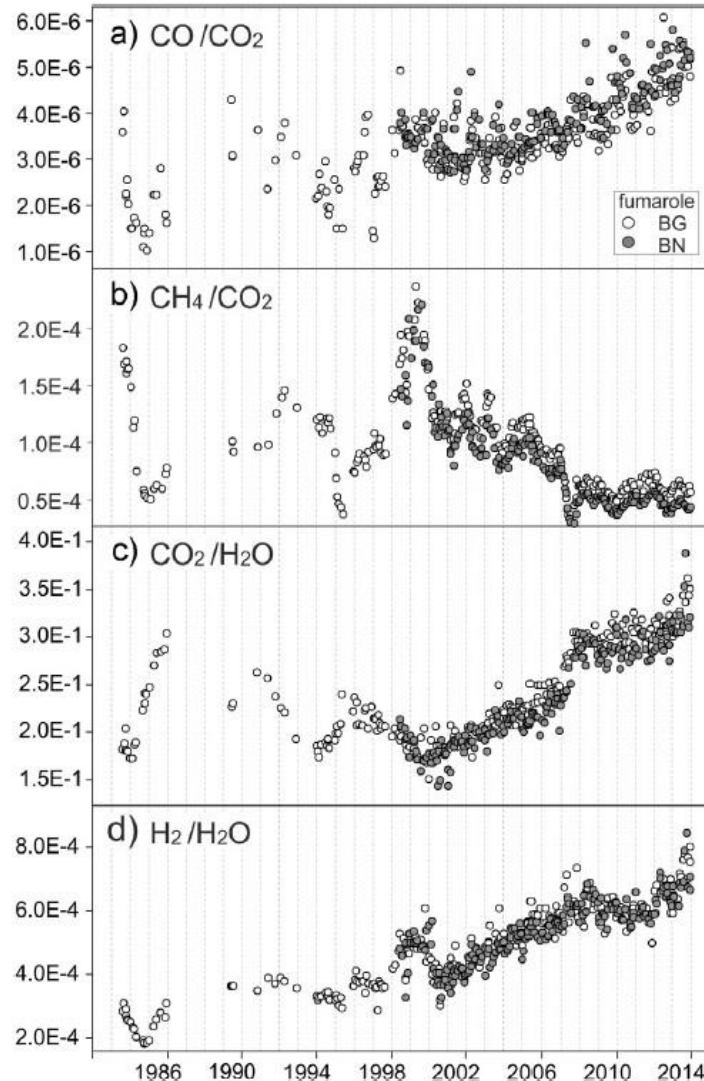 6.0E-6
a) CO/CO₂
5.0E-6
4.0E-6
3.0E-6
2.0E-6
1.0E-6
fumarole
BG
BN
b) CH₄/CO₂
2.0E-4
1.5E-4
1.0E-4
0.5E-4
4.0E-1
c) CO₂/H₂O
3.5E-1
3.0E-1
2.5E-1
2.0E-1
1.5E-1
d) H₂/H₂O
8.0E-4
6.0E-4
4.0E-4
2.0E-4
1986 1990 1994 1998 2002 2006 2010 2014